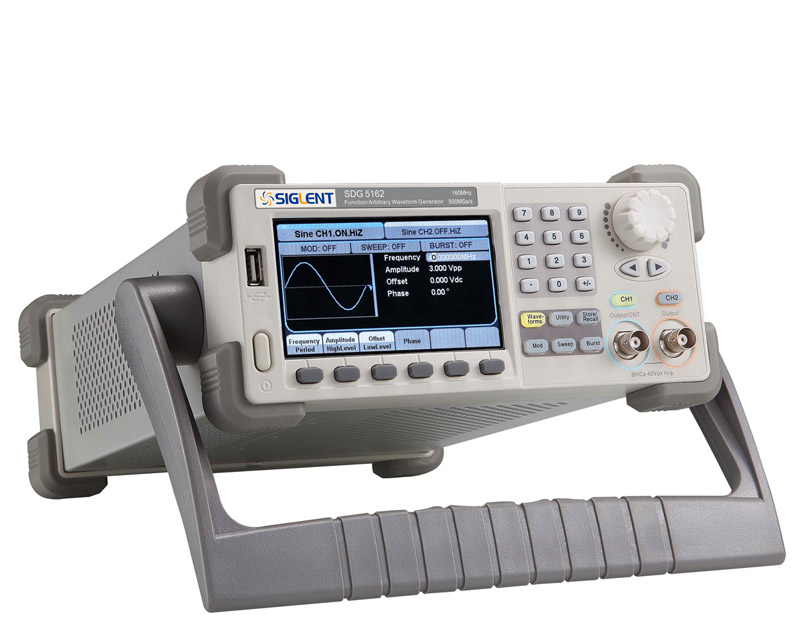 SIGLENT
SDG 5162
160MHz
Function/Arbitrary Waveform Generator 500MSa/s
Sine CH1.ON.HiZ
Sine CH2.OFF.HiZ
MOD: OFF
SWEEP: OFF
BURST: OFF
Frequency
Amplitude 3.000 Vpp
Offset 0.000 Vdc
Phase 0.00°
Frequency
Period
Amplitude
HighLevel
Offset
LowLevel
Phase
7 8 9
4 5 6
1 2 3
. 0 +/-
CH1
CH2
Output/CNT
Output
Wave-
forms
Utility
Store/
Recall
Mod
Sweep
Burst
BNCs 42Vpk to